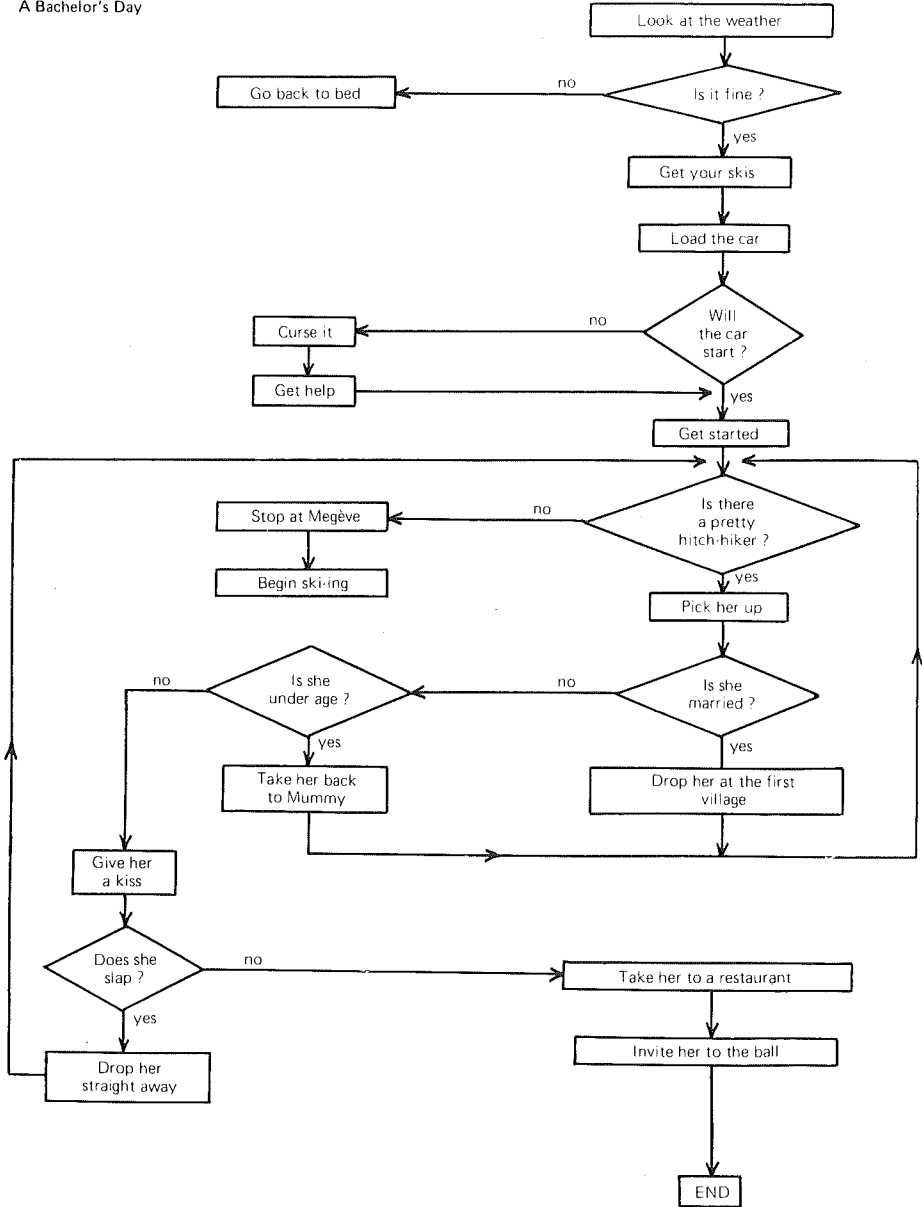 A Bachelor's Day
Look at the weather
Is it fine ?
no
Go back to bed
yes
Get your skis
Load the car
Will
the car
start ?
no
Curse it
Get help
yes
Get started
Is there
a pretty
hitch-hiker ?
no
Stop at Megève
Begin ski-ing
yes
Pick her up
Is she
married ?
no
Is she
under age ?
no
yes
Take her back
to Mummy
yes
Drop her at the first
village
Give her
a kiss
Does she
slap ?
no
Take her to a restaurant
yes
Drop her
straight away
Invite her to the ball
END